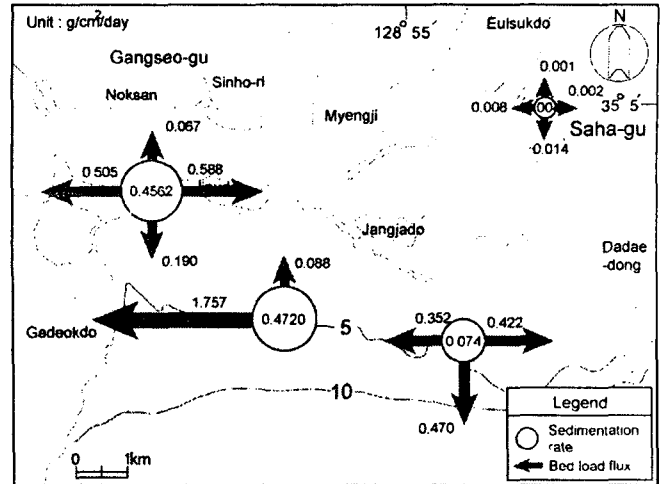 Unit : g/cm²/day
128° 55′
Eulsukdo
N
Gangseo-gu
Sinho-ri
Noksan
Myengji
0.001
0.002
35° 5′
0.008
00
Saha-gu
0.014
0.067
0.505
0.588
0.4562
0.190
Jangjado
Dadae
-dong
0.088
1.757
0.4720
5
Gadeokdo
0.352
0.422
0.074
10
0.470
Legend
Sedimentation
rate
Bed load flux
0 1km